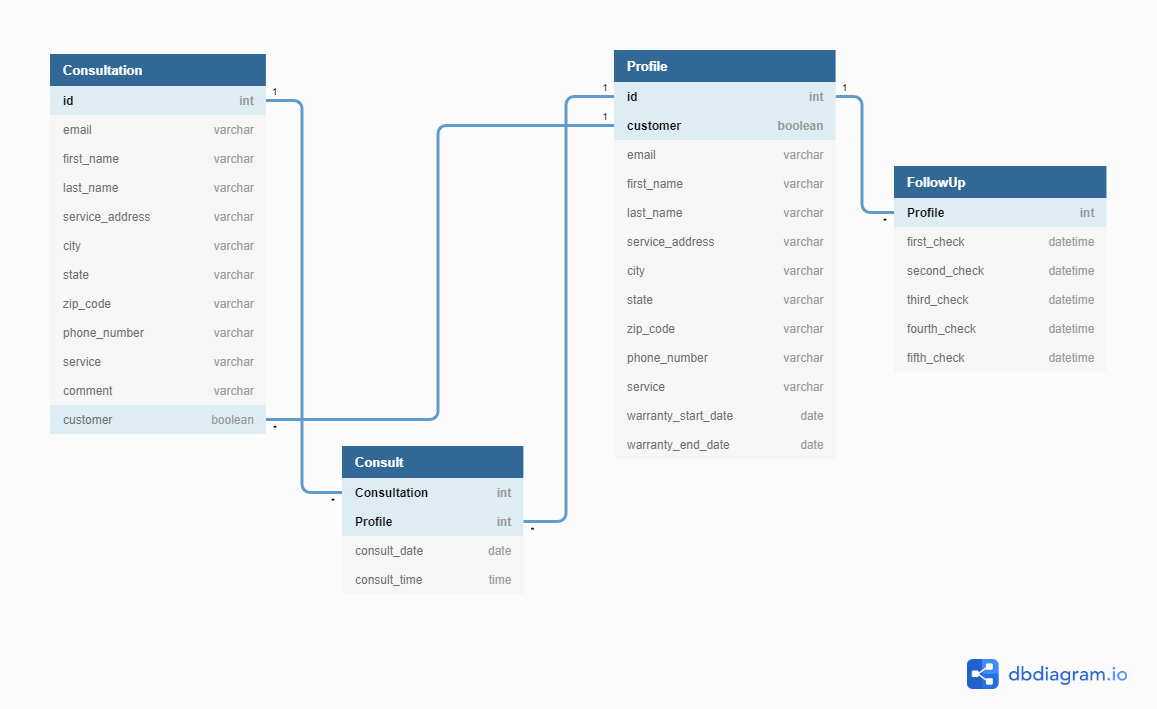 Consultation
id int
email varchar
first_name varchar
last_name varchar
service_address varchar
city varchar
state varchar
zip_code varchar
phone_number varchar
service varchar
comment varchar
customer boolean
1
*
Consult
Consultation int
Profile int
consult_date date
consult_time time
*
*
Profile
id int
customer boolean
email varchar
first_name varchar
last_name varchar
service_address varchar
city varchar
state varchar
zip_code varchar
phone_number varchar
service varchar
warranty_start_date date
warranty_end_date date
1
1
1
FollowUp
Profile int
first_check datetime
second_check datetime
third_check datetime
fourth_check datetime
fifth_check datetime
*
dbdiagram.io